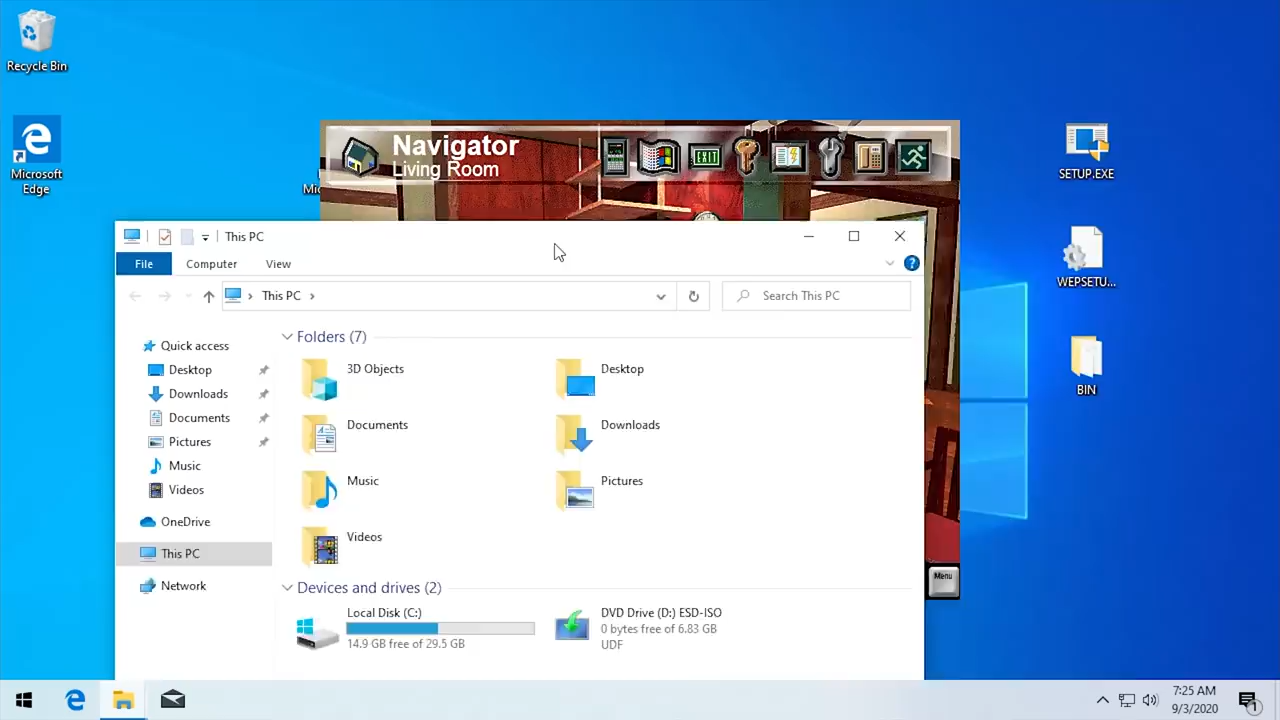 Recycle Bin
Microsoft
Edge
Mic
Navigator
Living Room
EXIT
SETUP.EXE
WEPSETU...
BIN
This PC
File
Computer
View
This PC
Search This PC
Quick access
Desktop
Downloads
Documents
Pictures
Music
Videos
OneDrive
This PC
Network
Folders (7)
3D Objects
Desktop
Documents
Downloads
Music
Pictures
Videos
Devices and drives (2)
Local Disk (C:)
14.9 GB free of 29.5 GB
DVD Drive (D:) ESD-ISO
0 bytes free of 6.83 GB
UDF
Menu
7:25 AM
9/3/2020
1